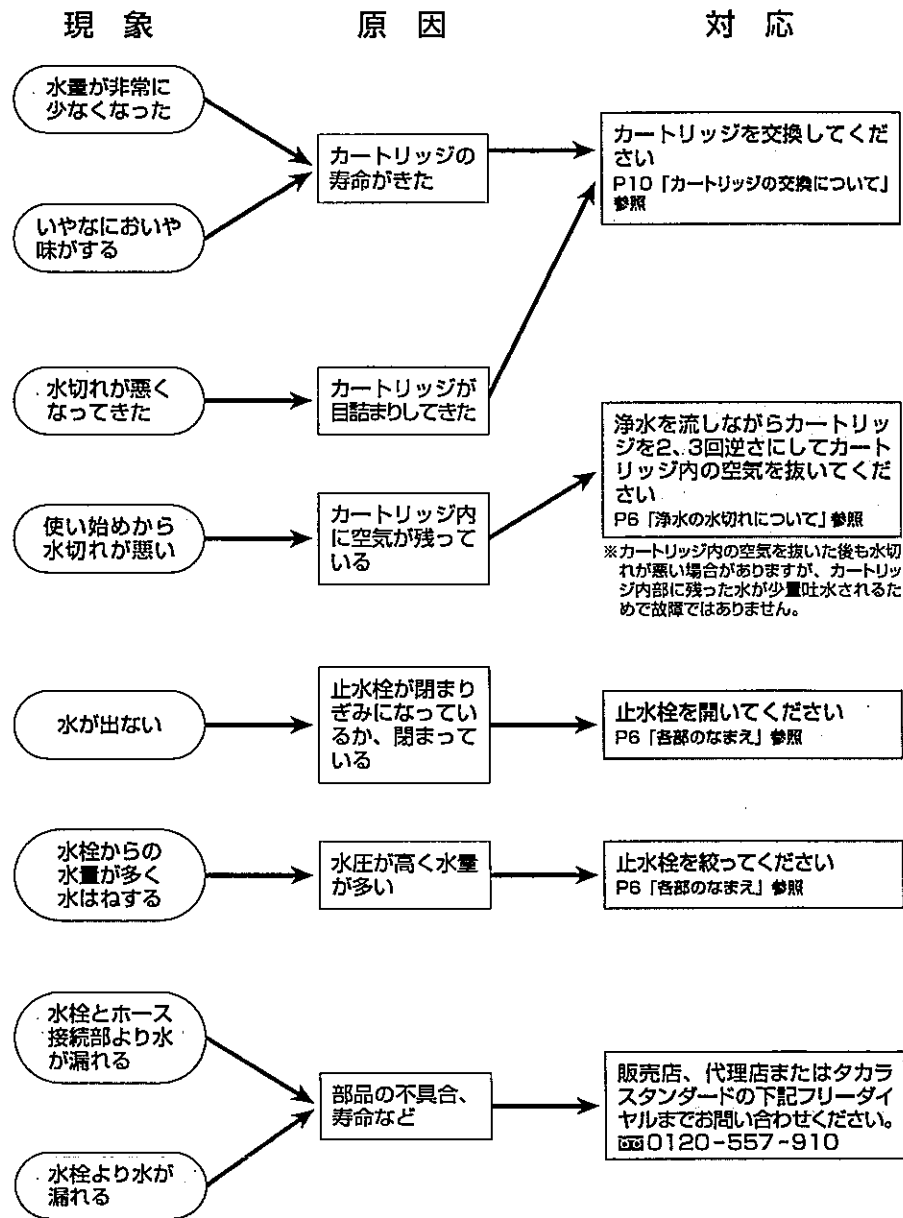 現象
原因
対応
水量が非常に
少なくなった
いやなにおいや
味がする
カートリッジの
寿命がきた
カートリッジを交換してくだ
さい
P10「カートリッジの交換について」
参照
水切れが悪く
なってきた
カートリッジが
目詰まりしてきた
使い始めから
水切れが悪い
カートリッジ内
に空気が残って
いる
浄水を流しながらカートリッ
ジを2、3回逆さにしてカート
リッジ内の空気を抜いてくだ
さい
P6「浄水の水切れについて」参照
※カートリッジ内の空気を抜いた後も水切
れが悪い場合がありますが、カートリッ
ジ内部に残った水が少量吐水されるた
めで故障ではありません。
水が出ない
止水栓が閉まり
ぎみになってい
るか、閉まって
いる
止水栓を開いてください
P6「各部のなまえ」参照
水栓からの
水量が多く
水はねする
水圧が高く水量
が多い
止水栓を絞ってください
P6「各部のなまえ」参照
水栓とホース
接続部より水
が漏れる
水栓より水が
漏れる
部品の不具合、
寿命など
販売店、代理店またはタカラ
スタンダードの下記フリーダイ
ヤルまでお問い合わせください。
0120-557-910